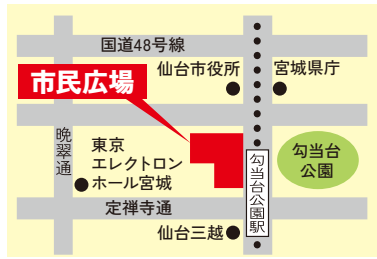 国道48号線
仙台市役所
宮城県庁
市民広場
晩翠通
東京
エレクトロン
ホール宮城
勾当台
公園
勾当台公園駅
定禅寺通
仙台三越